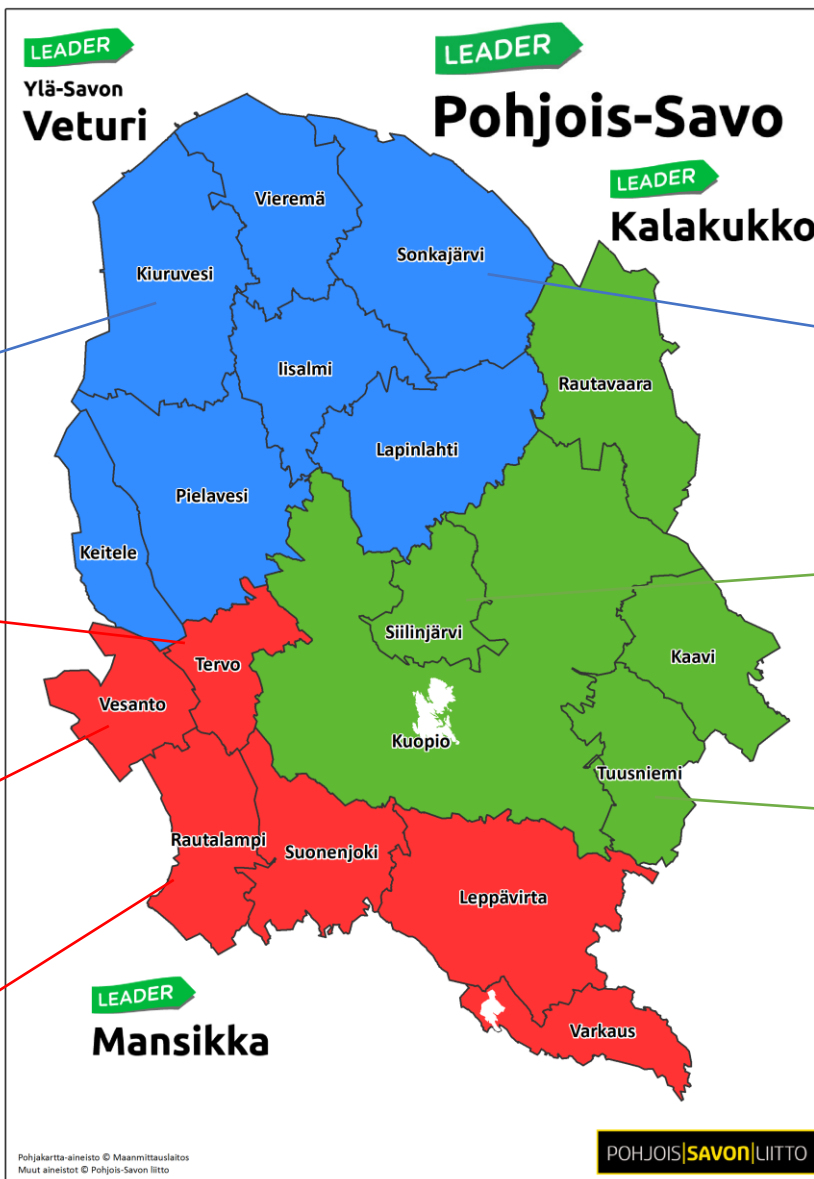 LEADER
Ylä-Savon
Veturi
LEADER
Pohjois-Savo
LEADER
Kalakukko
Vieremä
Sonkajärvi
Kiuruvesi
Iisalmi
Rautavaara
Lapinlahti
Pielavesi
Keitele
Siilinjärvi
Kaavi
Tervo
Vesanto
Kuopio
Tuusniemi
Rautalampi
Suonenjoki
Leppävirta
LEADER
Mansikka
Varkaus
Pohjakartta-aineisto © Maanmittauslaitos
Muut aineistot © Pohjois-Savon liitto
POHJOIS|SAVON|LIITTO